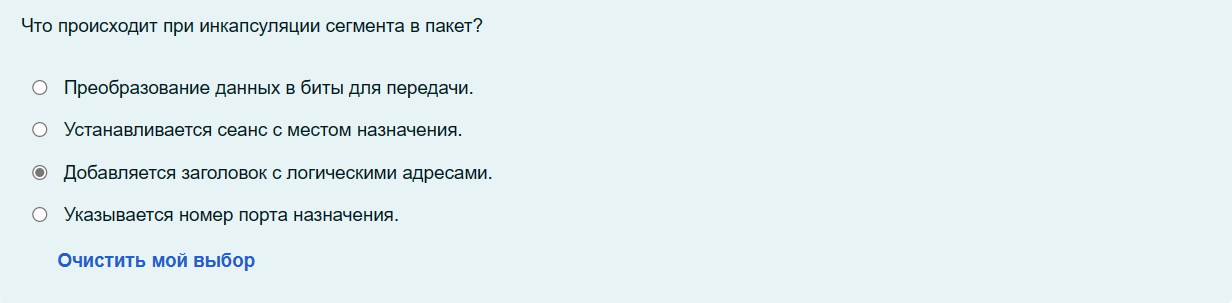 Что происходит при инкапсуляции сегмента в пакет?
Преобразование данных в биты для передачи.
Устанавливается сеанс с местом назначения.
Добавляется заголовок с логическими адресами.
Указывается номер порта назначения.
Очистить мой выбор